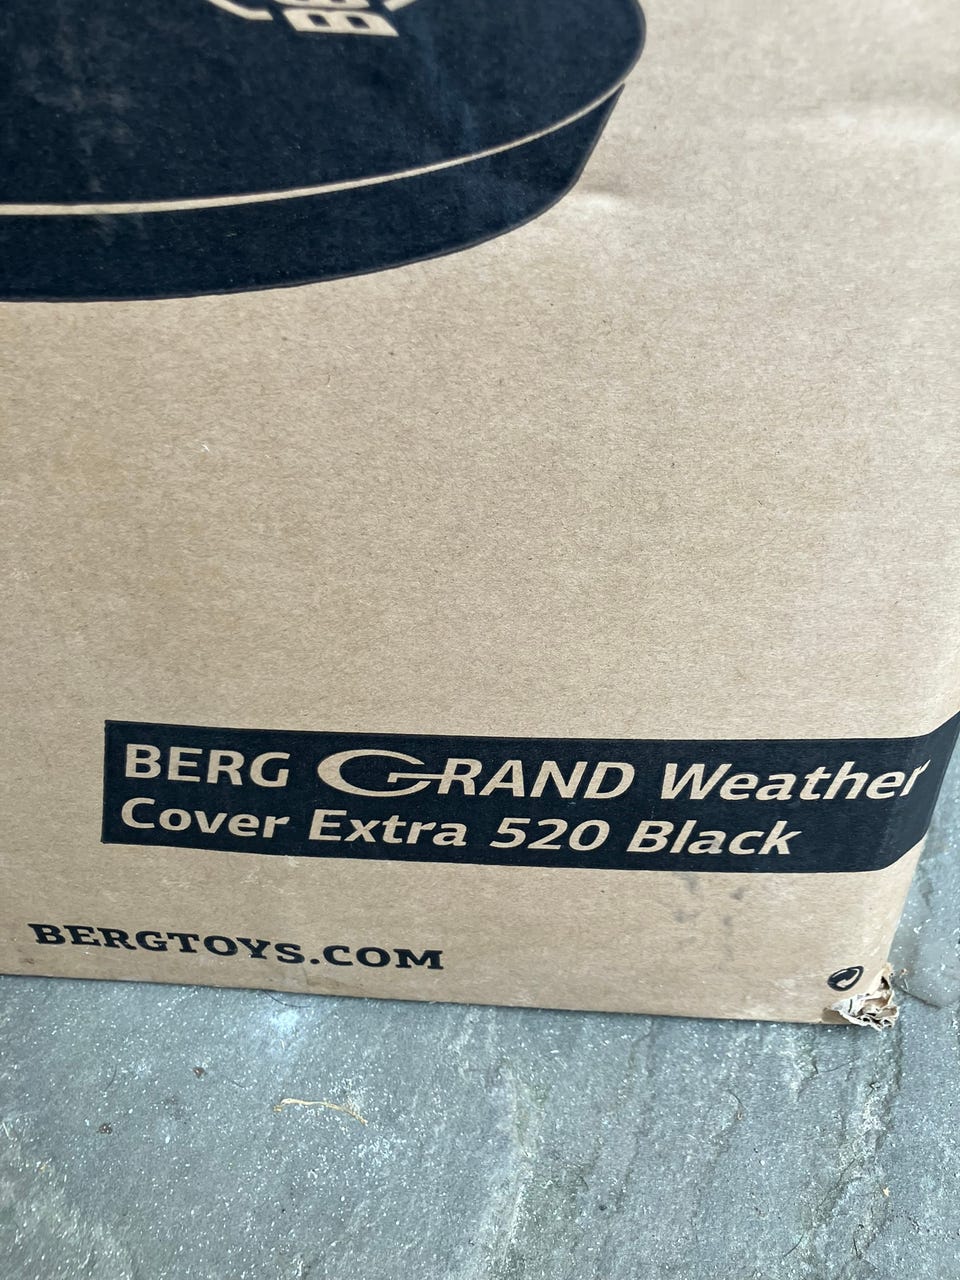 BERG GRAND Weather
Cover Extra 520 Black
BERGTOYS.COM